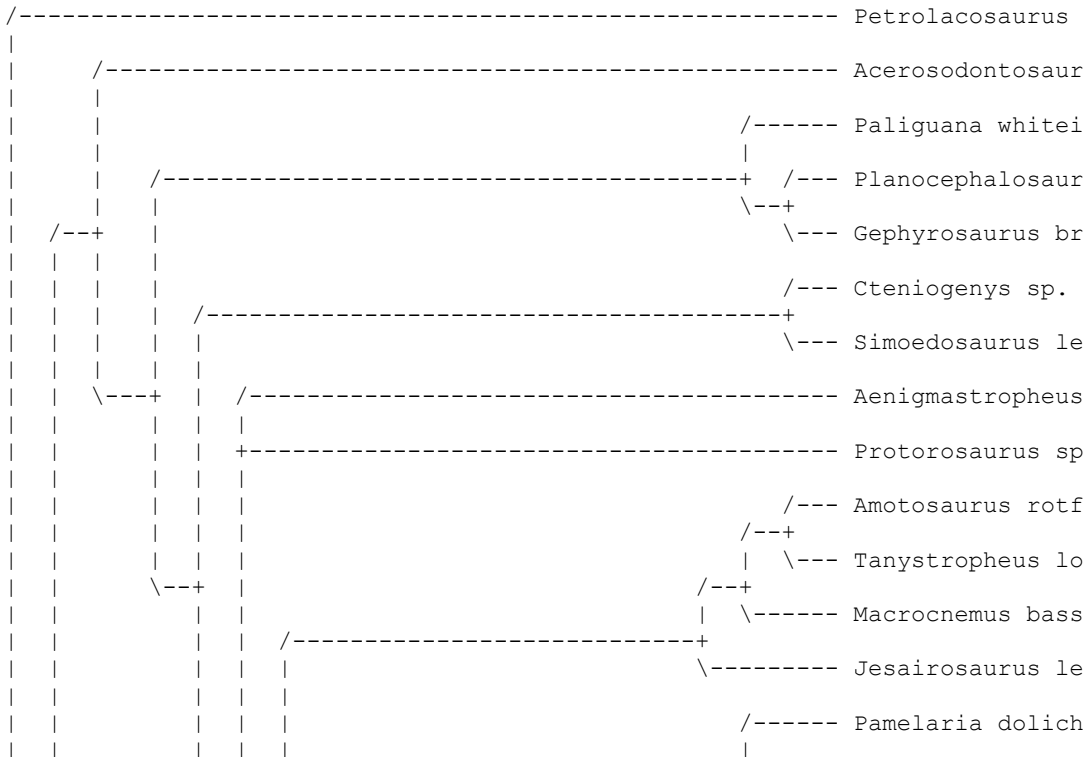 Petrolacosaurus
Acerosodontosaur
Paliguana whitei
Planocephalosaur
Gephyrosaurus br
Cteniogenys sp.
Simoedosaurus le
Aenigmastropheus
Protorosaurus sp
Amotosaurus rotf
Tanystropheus lo
Macrocnemus bass
Jesairosaurus le
Pamelaria dolich